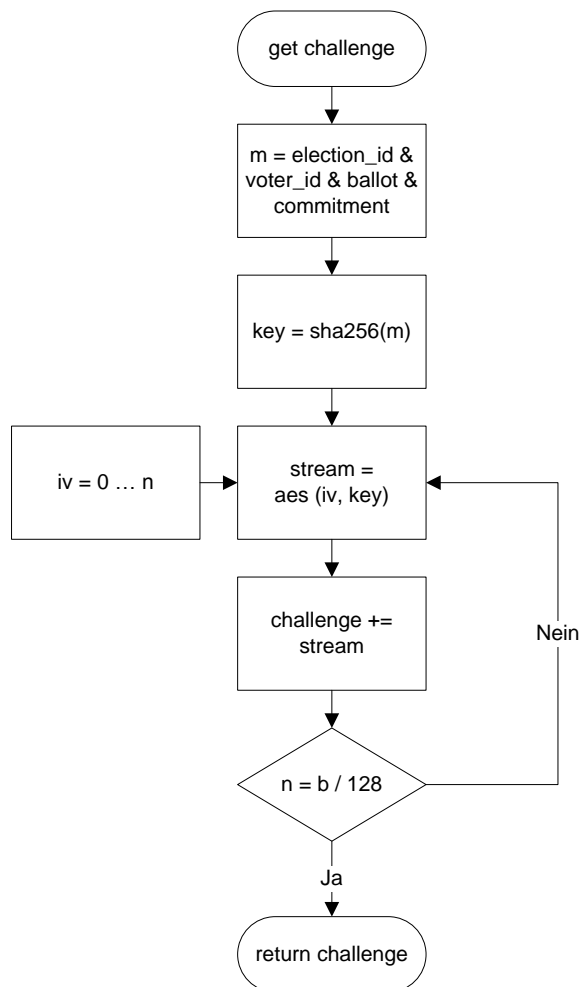 get challenge
m = election_id &
voter_id & ballot &
commitment
key = sha256(m)
iv = 0 … n
stream =
aes (iv, key)
challenge +=
stream
Nein
n = b / 128
Ja
return challenge